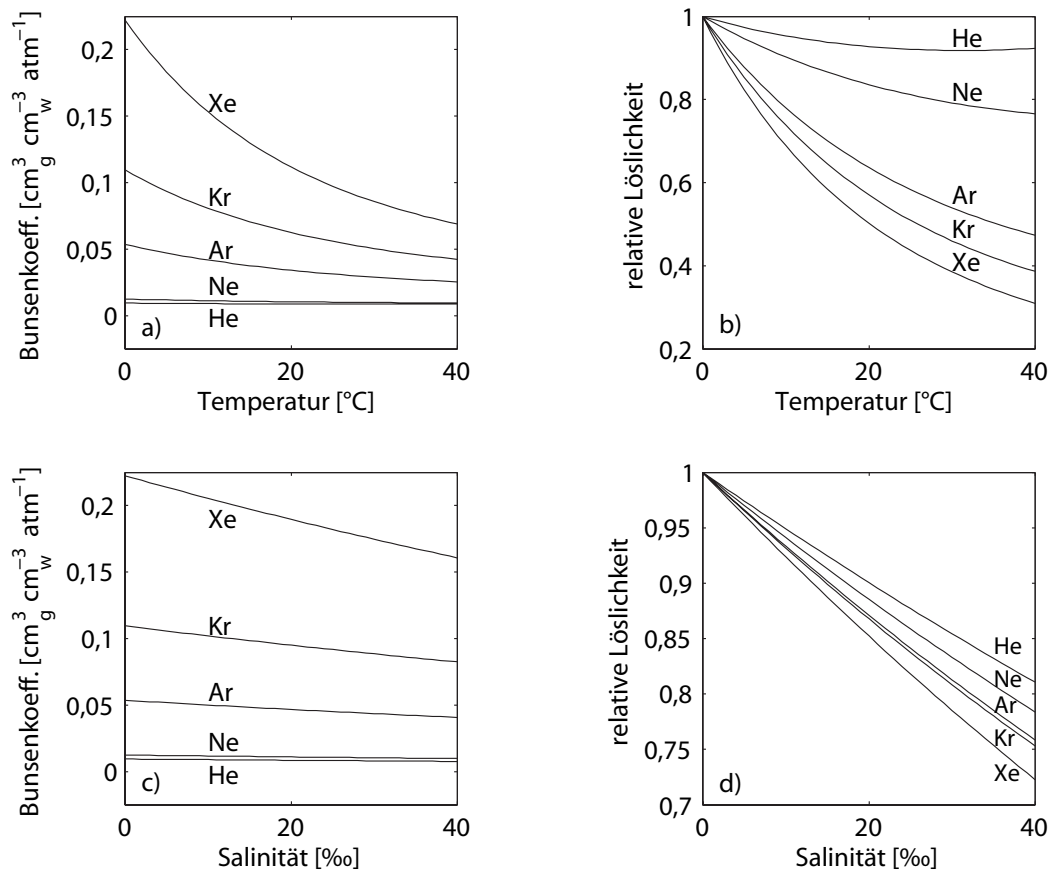 Bunsenkoeff. [cm³g cm⁻³w atm⁻¹]
0,2
0,15
0,1
0,05
0
Xe
Kr
Ar
Ne
He
a)
0
20
40
Temperatur [°C]
relative Löslichkeit
1
0,8
0,6
0,4
0,2
He
Ne
Ar
Kr
Xe
b)
0
20
40
Temperatur [°C]
Bunsenkoeff. [cm³g cm⁻³w atm⁻¹]
0,2
0,15
0,1
0,05
0
Xe
Kr
Ar
Ne
He
c)
0
20
40
Salinität [‰]
relative Löslichkeit
1
0,95
0,9
0,85
0,8
0,75
0,7
He
Ne
Ar
Kr
Xe
d)
0
20
40
Salinität [‰]